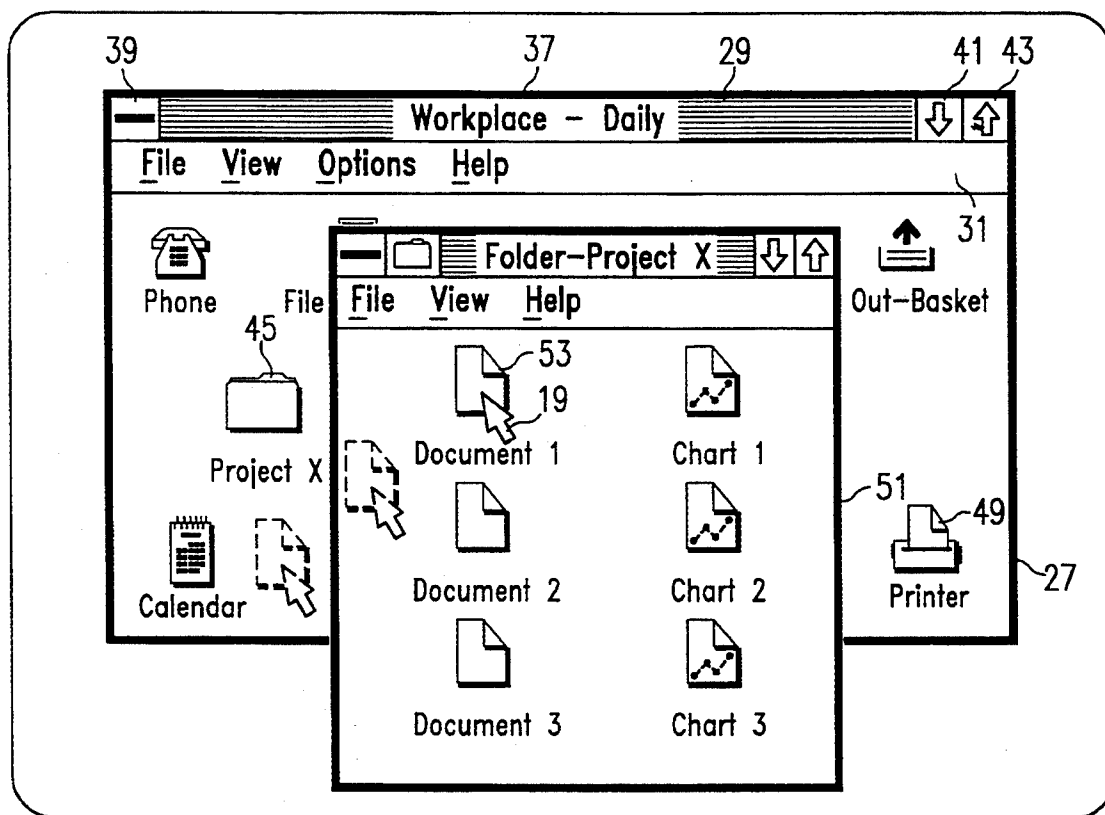 39 37 29 41 43
Workplace - Daily
File View Options Help
31
Phone
File
Out-Basket
Folder-Project X
File View Help
45
Project X
53
19
Document 1
Chart 1
51
49
27
Calendar
Document 2
Chart 2
Printer
Document 3
Chart 3